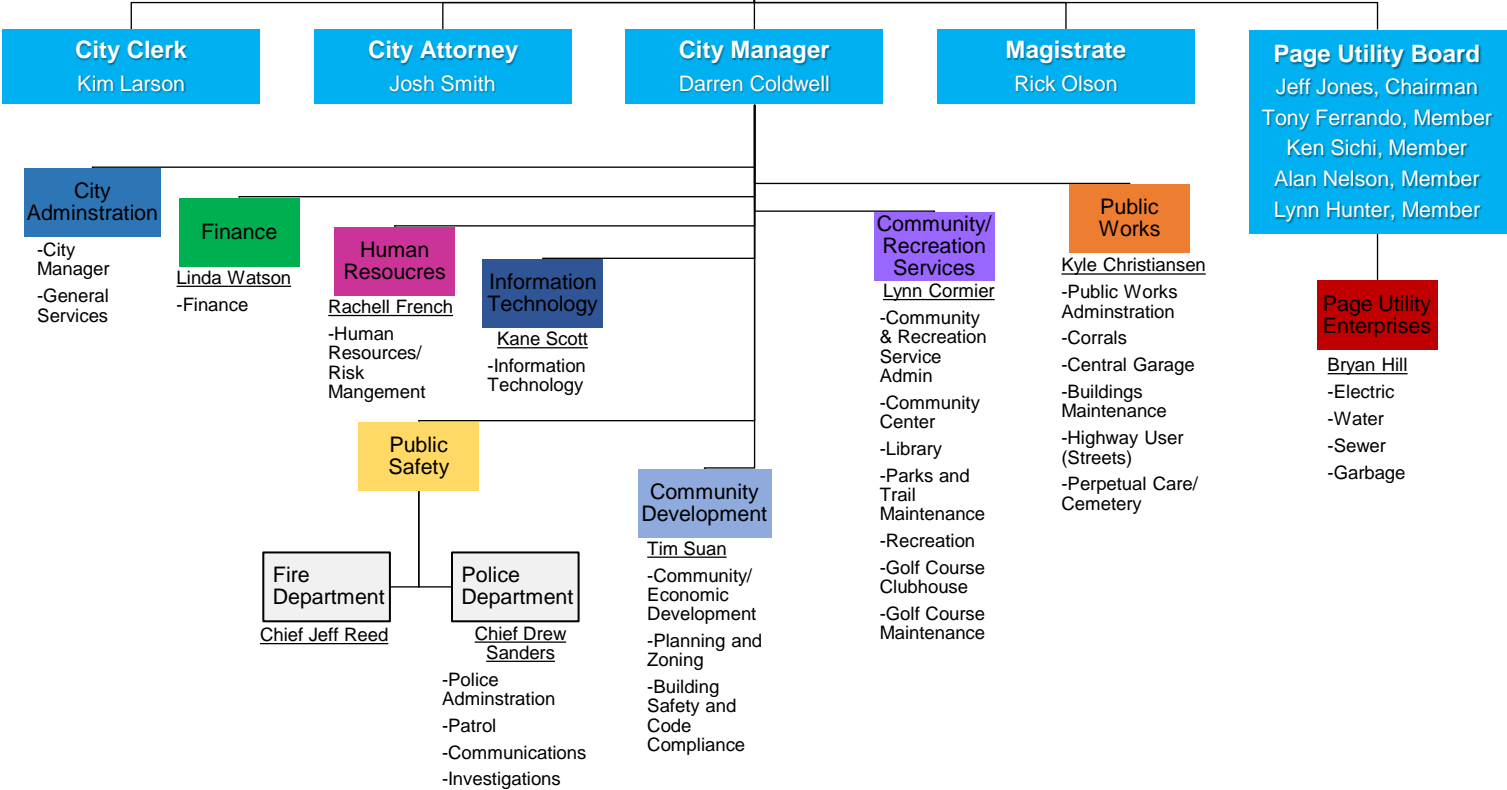 City Clerk
Kim Larson
City Attorney
Josh Smith
City Manager
Darren Coldwell
Magistrate
Rick Olson
Page Utility Board
Jeff Jones, Chairman
Tony Ferrando, Member
Ken Sichi, Member
Alan Nelson, Member
Lynn Hunter, Member
City
Adminstration
-City
Manager
-General
Services
Finance
Linda Watson
-Finance
Human
Resoucres
Rachell French
-Human
Resources/
Risk
Mangement
Information
Technology
Kane Scott
-Information
Technology
Community/
Recreation
Services
Lynn Cormier
-Community
& Recreation
Service
Admin
-Community
Center
-Library
-Parks and
Trail
Maintenance
-Recreation
-Golf Course
Clubhouse
-Golf Course
Maintenance
Public
Works
Kyle Christiansen
-Public Works
Adminstration
-Corrals
-Central Garage
-Buildings
Maintenance
-Highway User
(Streets)
-Perpetual Care/
Cemetery
Page Utility
Enterprises
Bryan Hill
-Electric
-Water
-Sewer
-Garbage
Public
Safety
Fire
Department
Chief Jeff Reed
Police
Department
Chief Drew
Sanders
-Police
Adminstration
-Patrol
-Communications
-Investigations
Community
Development
Tim Suan
-Community/
Economic
Development
-Planning and
Zoning
-Building
Safety and
Code
Compliance